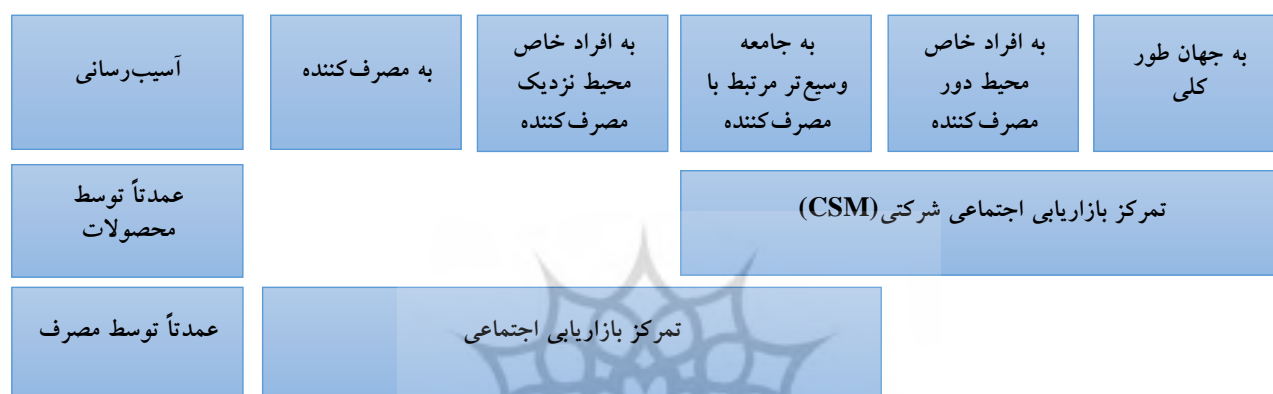 آسیب‌رسانی
به مصرف‌کننده
به افراد خاص
محیط نزدیک
مصرف‌کننده
به جامعه
وسیع‌تر مرتبط با
مصرف‌کننده
به افراد خاص
محیط دور
مصرف‌کننده
به جهان طور
کلی
عمدتاً توسط
محصولات
تمرکز بازاریابی اجتماعی شرکتی(CSM)
عمدتاً توسط مصرف
تمرکز بازاریابی اجتماعی